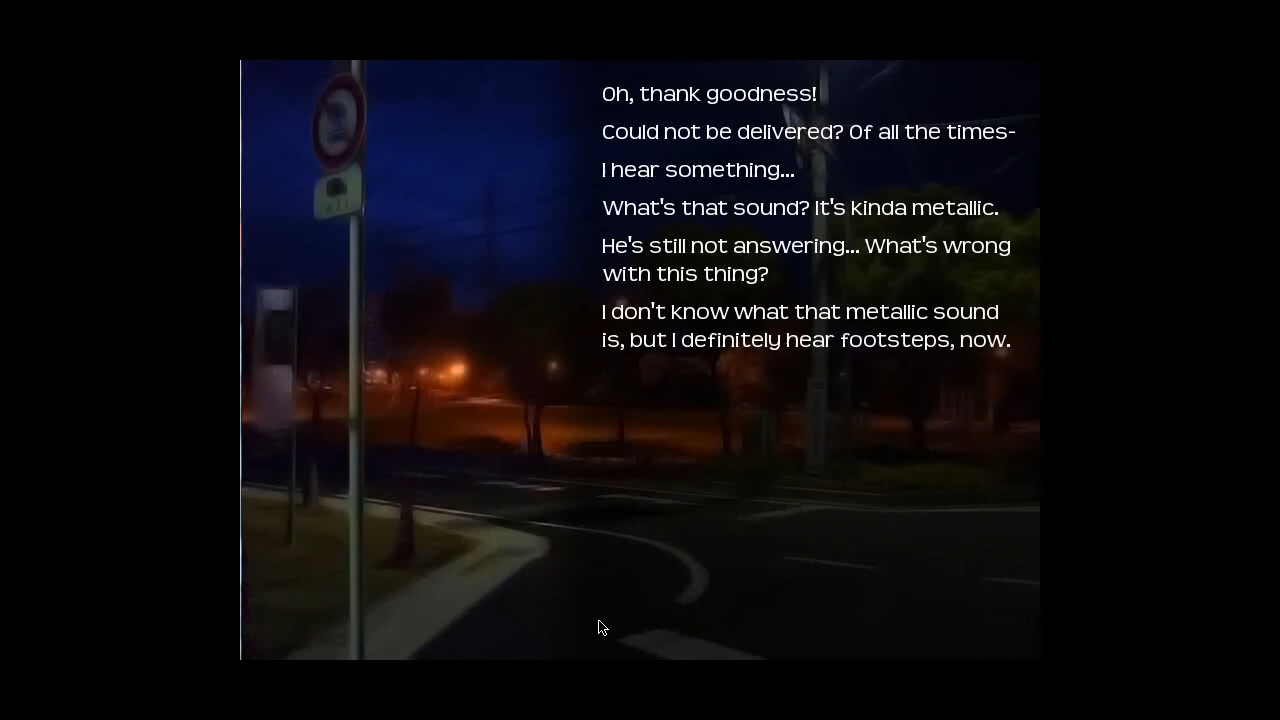 Oh, thank goodness!
Could not be delivered? Of all the times-
I hear something...
What's that sound? It's kinda metallic.
He's still not answering... What's wrong
with this thing?
I don't know what that metallic sound
is, but I definitely hear footsteps, now.